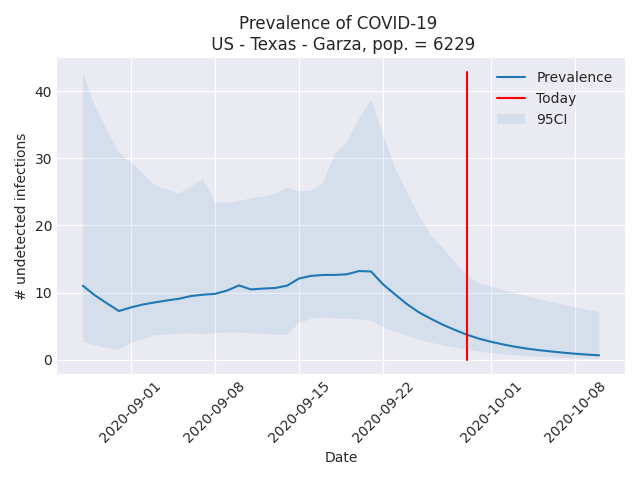 Prevalence of COVID-19
US - Texas - Garza, pop. = 6229
Prevalence
Today
95CI
# undetected infections
40
30
20
10
0
2020-09-01
2020-09-08
2020-09-15
2020-09-22
2020-10-01
2020-10-08
Date